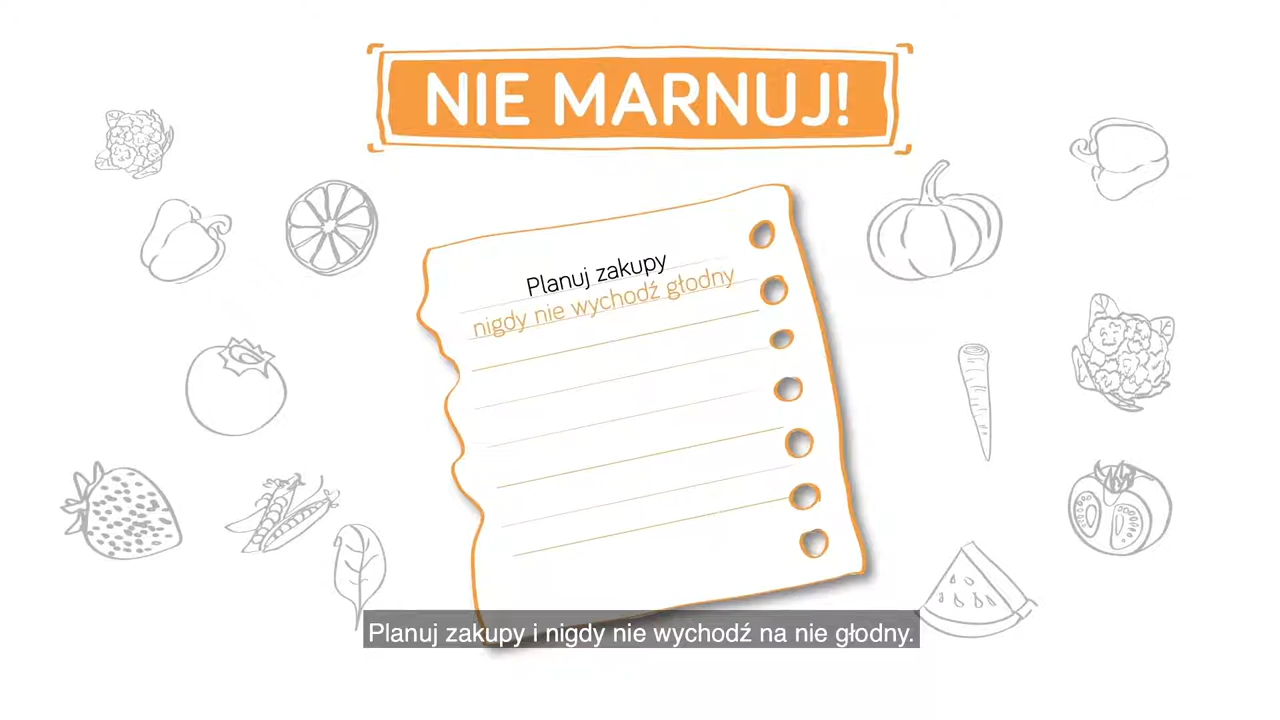 NIE MARNUJ!
Planuj zakupy
nigdy nie wychodź głodny
Planuj zakupy i nigdy nie wychodź na nie głodny.